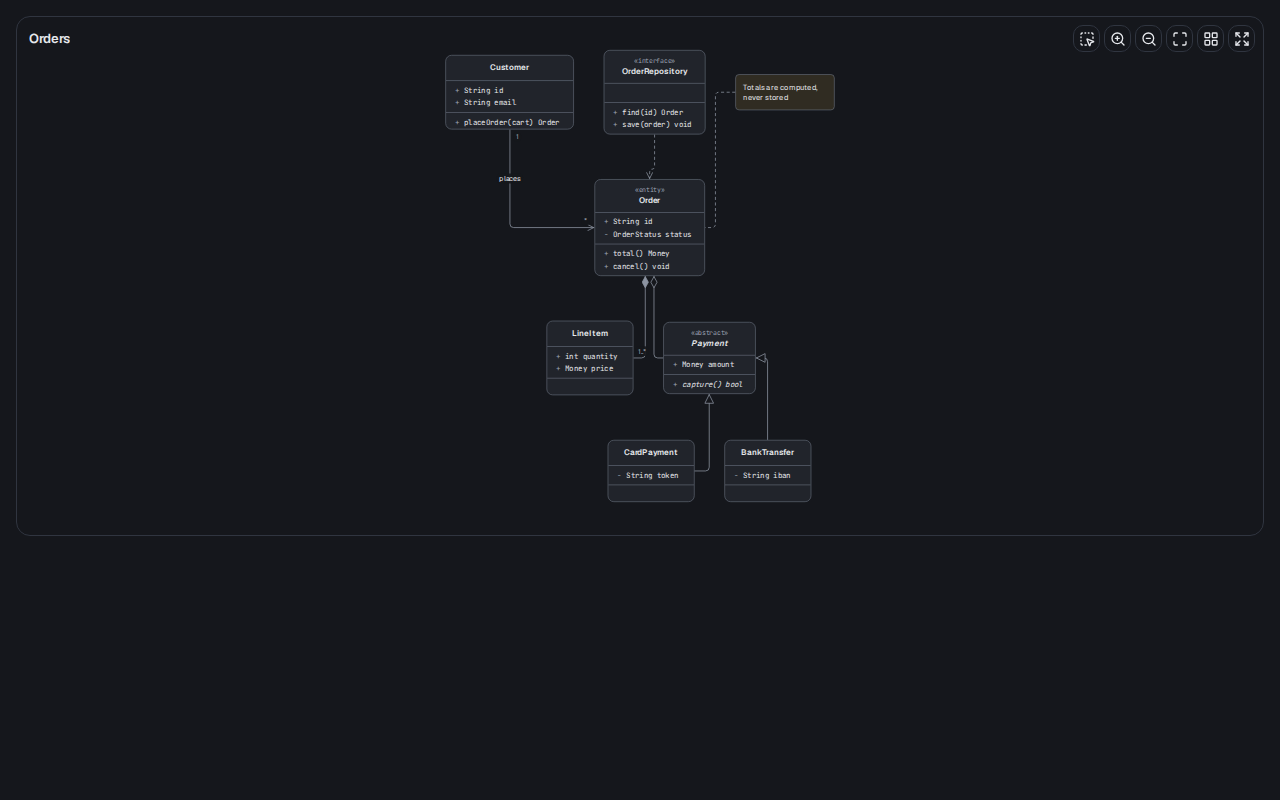 Orders
Customer
+ String id
+ String email
+ placeOrder(cart) Order
«interface»
OrderRepository
+ find(id) Order
+ save(order) void
Totals are computed,
never stored
1
places
*
«entity»
Order
+ String id
- OrderStatus status
+ total() Money
+ cancel() void
LineItem
+ int quantity
+ Money price
1..*
«abstract»
Payment
+ Money amount
+ capture() bool
CardPayment
- String token
BankTransfer
- String iban